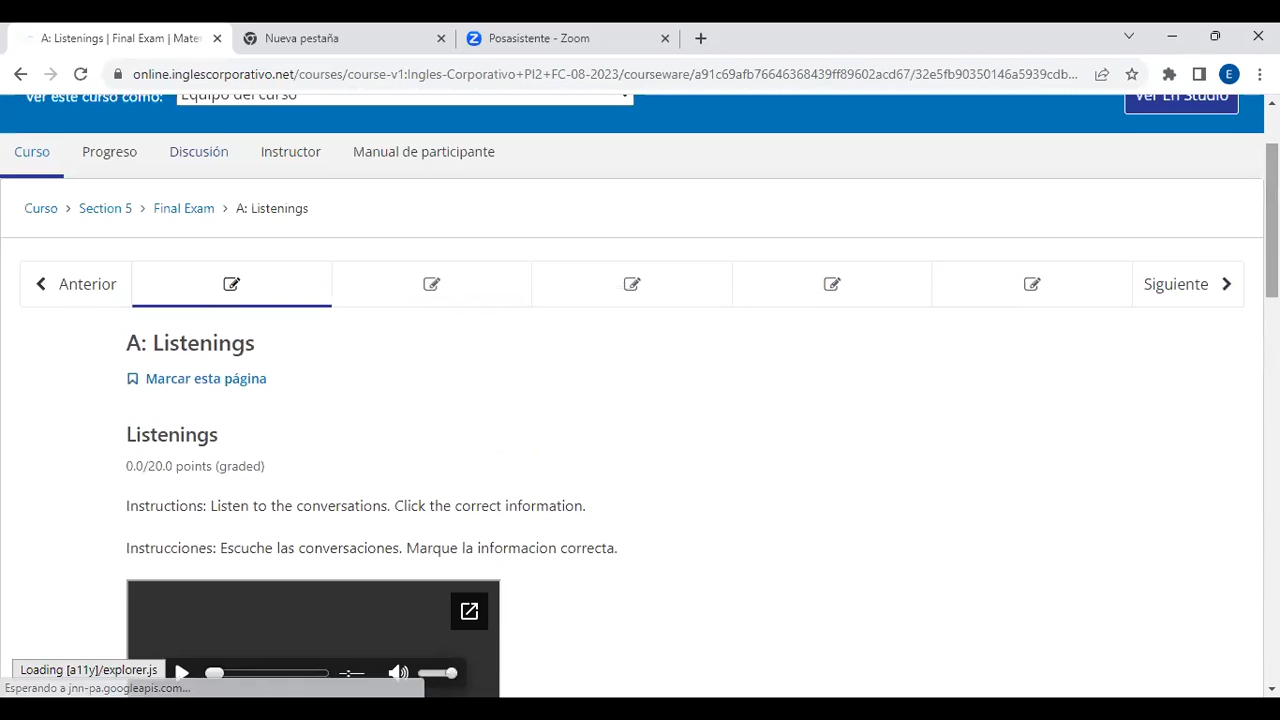 A: Listenings | Final Exam | Mate
Nueva pestaña
Posasistente - Zoom
online.inglescorporativo.net/courses/course-v1:Ingles-Corporativo+PI2+FC-08-2023/courseware/a91c69afb76646368439ff89602acd67/32e5fb90350146a5939cdb...
E
Ver este curso como:
Equipo del curso
Ver En Studio
Curso
Progreso
Discusión
Instructor
Manual de participante
Curso > Section 5 > Final Exam > A: Listenings
Anterior
Siguiente
A: Listenings
Marcar esta página
Listenings
0.0/20.0 points (graded)
Instructions: Listen to the conversations. Click the correct information.
Instrucciones: Escuche las conversaciones. Marque la informacion correcta.
Loading [a11y]/explorer.js
Esperando a jnn-pa.googleapis.com...